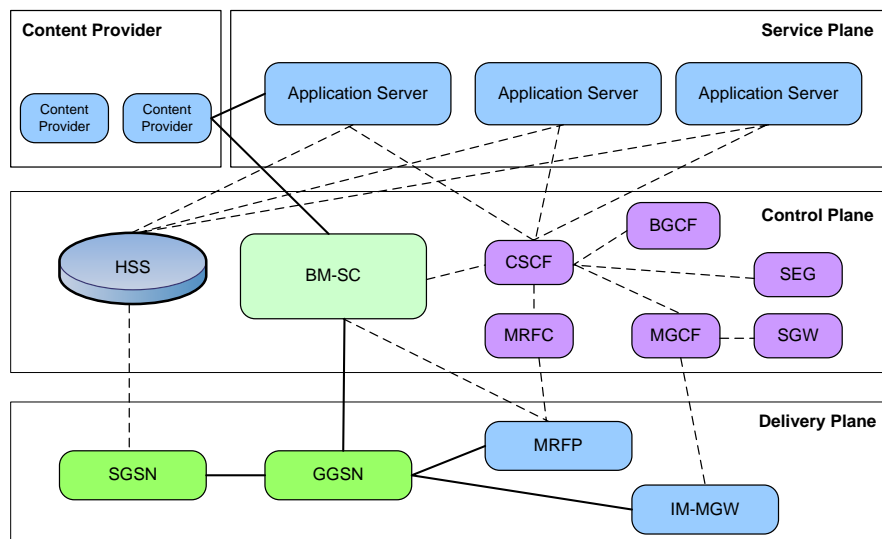 Content Provider
Service Plane
Content
Provider
Content
Provider
Application Server
Application Server
Application Server
Control Plane
HSS
BM-SC
CSCF
BGCF
SEG
MRFC
MGCF
SGW
Delivery Plane
SGSN
GGSN
MRFP
IM-MGW